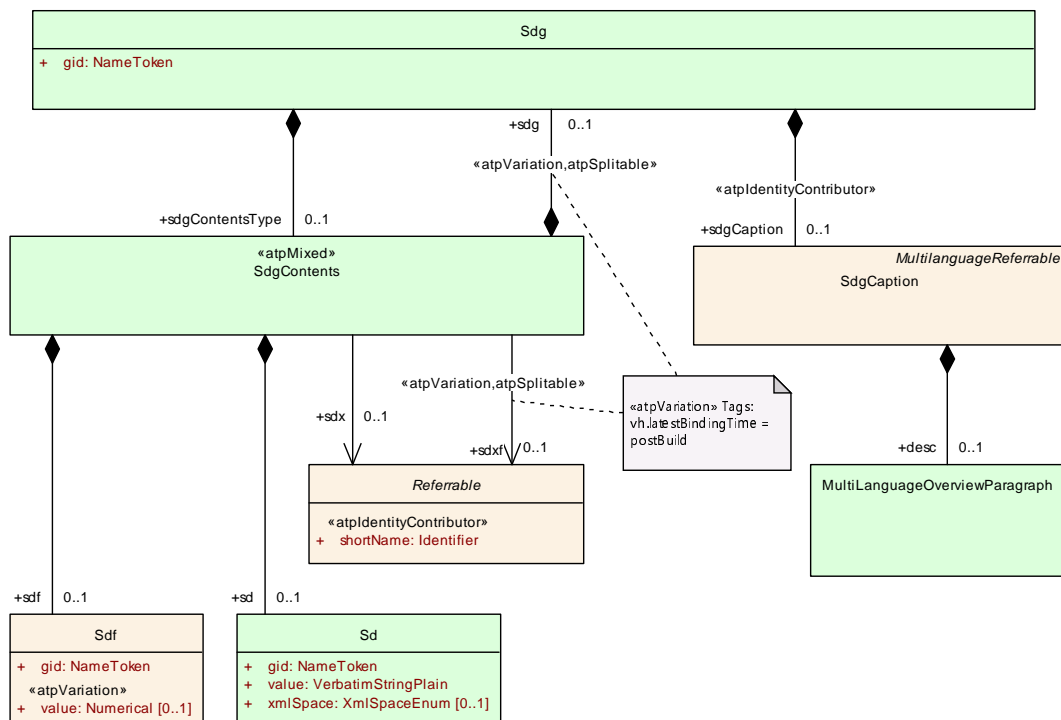 Sdg
+ gid: NameToken
+sdg 0..1
«atpVariation,atpSplitable»
«atpIdentityContributor»
+sdgContentsType 0..1
+sdgCaption 0..1
«atpMixed»
SdgContents
MultilanguageReferrable
SdgCaption
«atpVariation,atpSplitable»
«atpVariation» Tags:
vh.latestBindingTime =
postBuild
+sdx 0..1
+sdxf 0..1
+desc 0..1
Referrable
«atpIdentityContributor»
+ shortName: Identifier
MultiLanguageOverviewParagraph
+sdf 0..1
+sd 0..1
Sdf
+ gid: NameToken
«atpVariation»
+ value: Numerical [0..1]
Sd
+ gid: NameToken
+ value: VerbatimStringPlain
+ xmlSpace: XmlSpaceEnum [0..1]